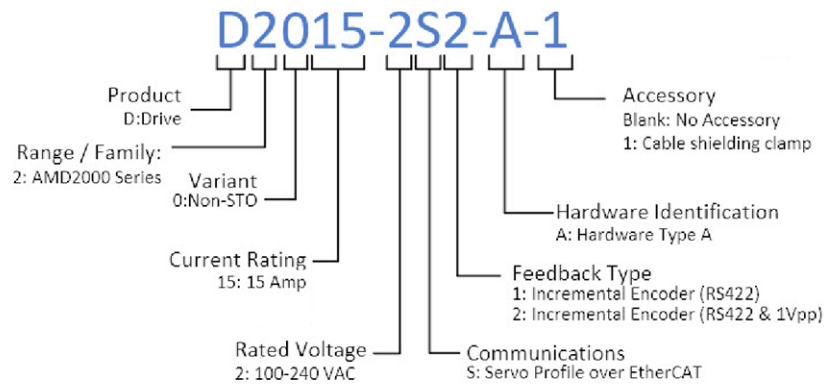 D2015-2S2-A-1
Product
D:Drive
Range / Family:
2: AMD2000 Series
Variant
0:Non-STO
Current Rating
15: 15 Amp
Rated Voltage
2: 100-240 VAC
Accessory
Blank: No Accessory
1: Cable shielding clamp
Hardware Identification
A: Hardware Type A
Feedback Type
1: Incremental Encoder (RS422)
2: Incremental Encoder (RS422 & 1Vpp)
Communications
S: Servo Profile over EtherCAT